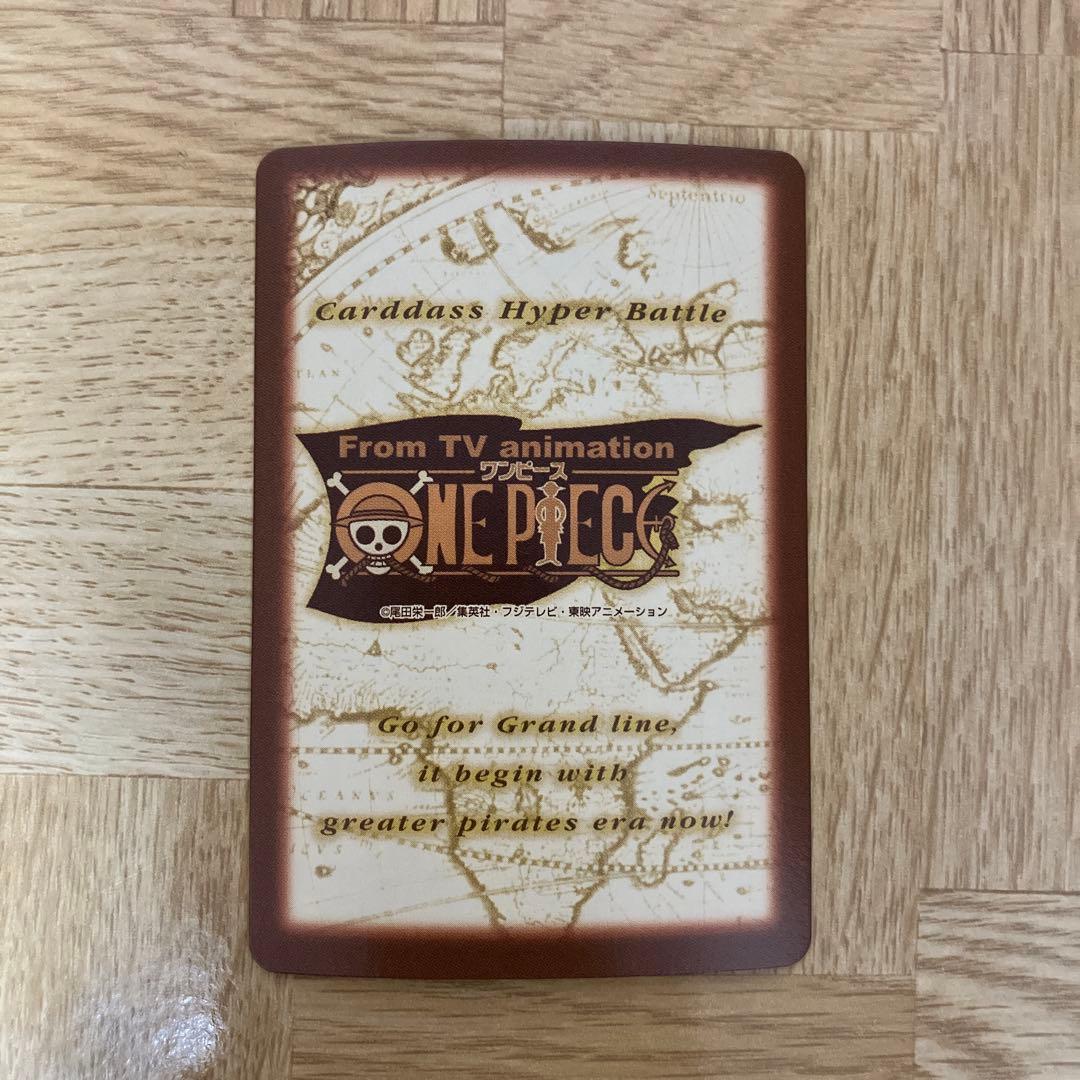 Septentrio
Carddass Hyper Battle
From TV animation
ワンピース
ONE PIECE
©尾田栄一郎／集英社・フジテレビ・東映アニメーション
Go for Grand line,
it begin with
greater pirates era now!